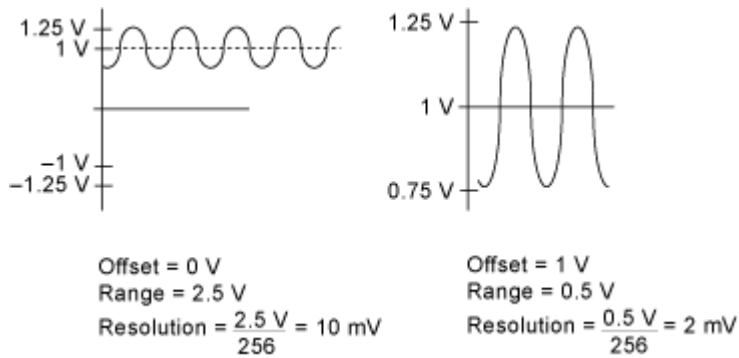 1.25 V
1 V
–1 V
–1.25 V
Offset = 0 V
Range = 2.5 V
Resolution = 2.5 V / 256 = 10 mV
1.25 V
1 V
0.75 V
Offset = 1 V
Range = 0.5 V
Resolution = 0.5 V / 256 = 2 mV